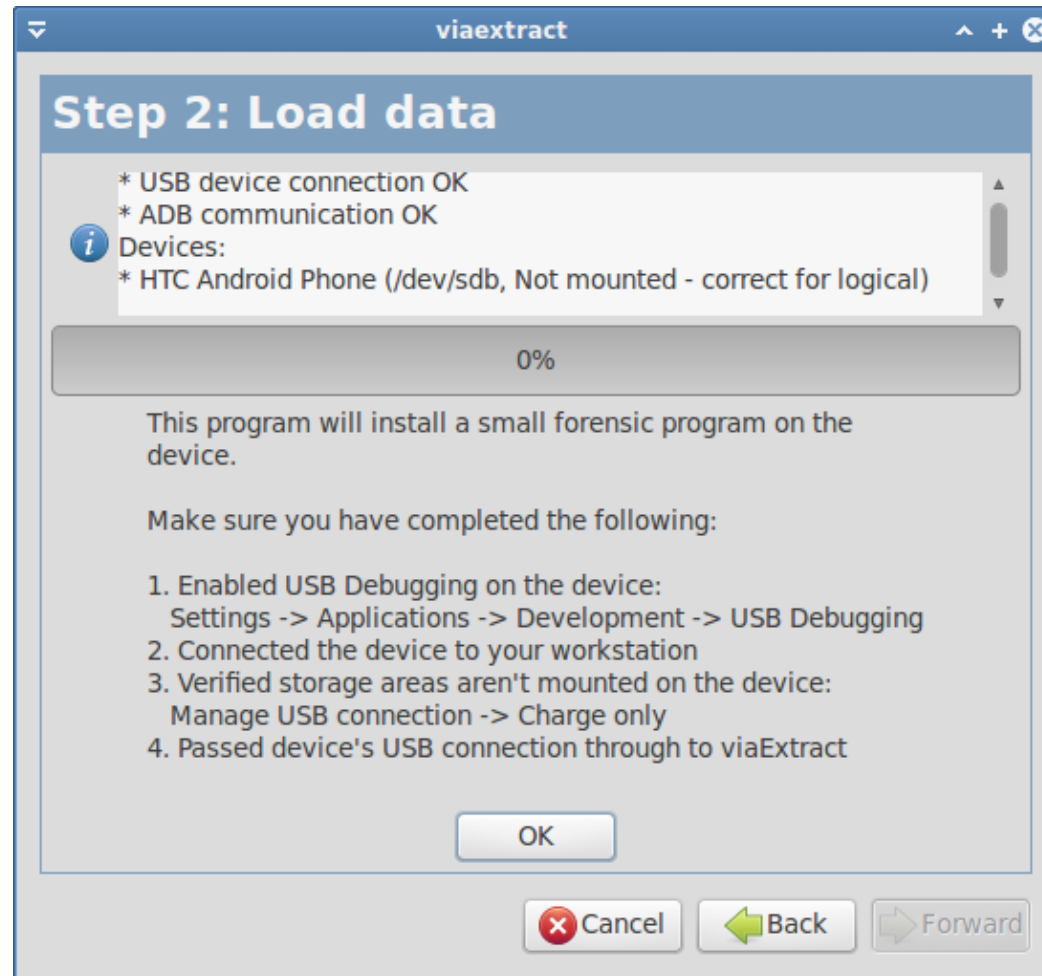 viaextract
Step 2: Load data
* USB device connection OK
* ADB communication OK
Devices:
* HTC Android Phone (/dev/sdb, Not mounted - correct for logical)
0%
This program will install a small forensic program on the
device.
Make sure you have completed the following:
1. Enabled USB Debugging on the device:
Settings -> Applications -> Development -> USB Debugging
2. Connected the device to your workstation
3. Verified storage areas aren't mounted on the device:
Manage USB connection -> Charge only
4. Passed device's USB connection through to viaExtract
OK
Cancel Back Forward